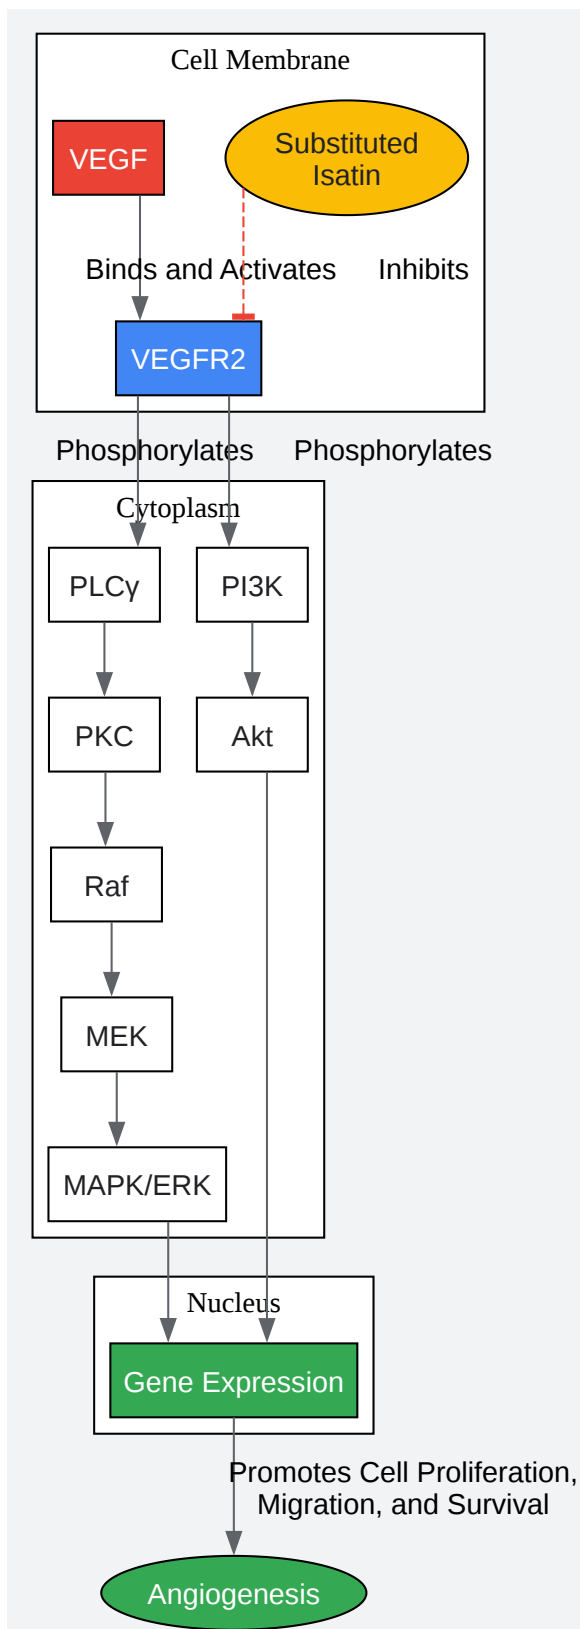 Cell Membrane
VEGF
Substituted
Isatin
Binds and Activates
Inhibits
VEGFR2
Phosphorylates
Phosphorylates
Cytoplasm
PLCγ
PI3K
PKC
Akt
Raf
MEK
MAPK/ERK
Nucleus
Gene Expression
Promotes Cell Proliferation,
Migration, and Survival
Angiogenesis